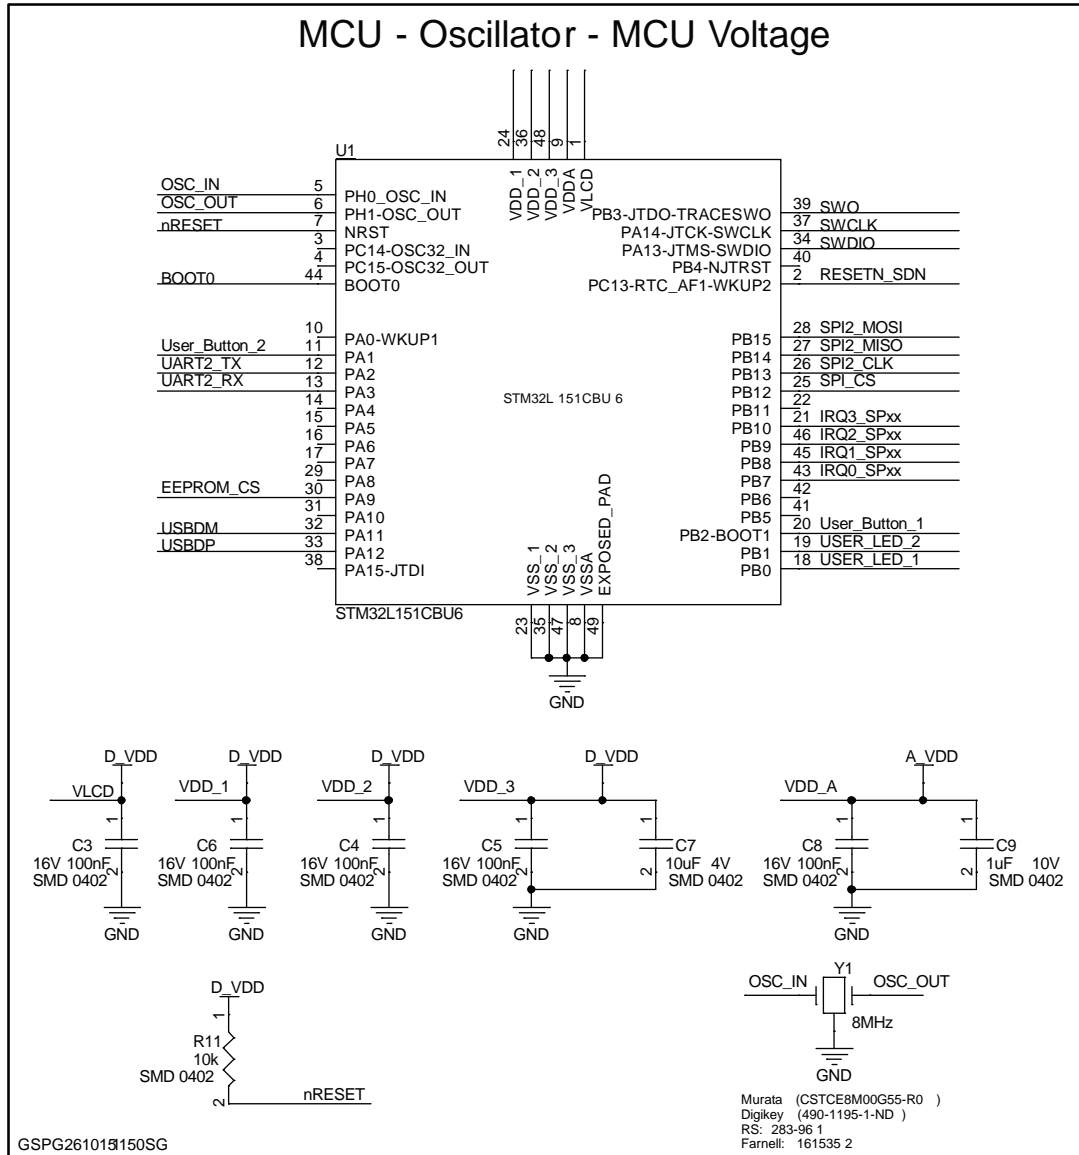 MCU - Oscillator - MCU Voltage
24
36
48
9
1
U1
VDD_1
VDD_2
VDD_3
VDDA
VLCD
OSC_IN 5 PH0_OSC_IN
OSC_OUT 6 PH1-OSC_OUT
nRESET 7 NRST
3 PC14-OSC32_IN
4 PC15-OSC32_OUT
BOOT0 44 BOOT0
10 PA0-WKUP1
User_Button_2 11 PA1
UART2_TX 12 PA2
UART2_RX 13 PA3
14 PA4
15 PA5
16 PA6
17 PA7
29 PA8
EEPROM_CS 30 PA9
31 PA10
USBDM 32 PA11
USBDP 33 PA12
38 PA15-JTDI
PB3-JTDO-TRACESWO 39 SWO
PA14-JTCK-SWCLK 37 SWCLK
PA13-JTMS-SWDIO 34 SWDIO
PB4-NJTRST 40
PC13-RTC_AF1-WKUP2 2 RESETN_SDN
PB15 28 SPI2_MOSI
PB14 27 SPI2_MISO
PB13 26 SPI2_CLK
PB12 25 SPI_CS
PB11 22
PB10 21 IRQ3_SPxx
PB9 46 IRQ2_SPxx
PB8 45 IRQ1_SPxx
PB7 43 IRQ0_SPxx
PB6 42
PB5 41
PB2-BOOT1 20 User_Button_1
PB1 19 USER_LED_2
PB0 18 USER_LED_1
STM32L 151CBU 6
VSS_1
VSS_2
VSS_3
VSSA
EXPOSED_PAD
STM32L151CBU6
23
35
47
8
49
GND
D_VDD
VLCD
1
C3
16V 100nF
2
SMD 0402
GND
D_VDD
VDD_1
1
C6
16V 100nF
2
SMD 0402
GND
D_VDD
VDD_2
1
C4
16V 100nF
2
SMD 0402
GND
D_VDD
VDD_3
1
C5
16V 100nF
2
SMD 0402
1
C7
10uF 4V
2
SMD 0402
GND
A_VDD
VDD_A
1
C8
16V 100nF
2
SMD 0402
1
C9
1uF 10V
2
SMD 0402
GND
D_VDD
1
R11
10k
SMD 0402
2
nRESET
Y1
OSC_IN OSC_OUT
8MHz
GND
Murata (CSTCE8M00G55-R0 )
Digikey (490-1195-1-ND )
RS: 283-96 1
Farnell: 161535 2